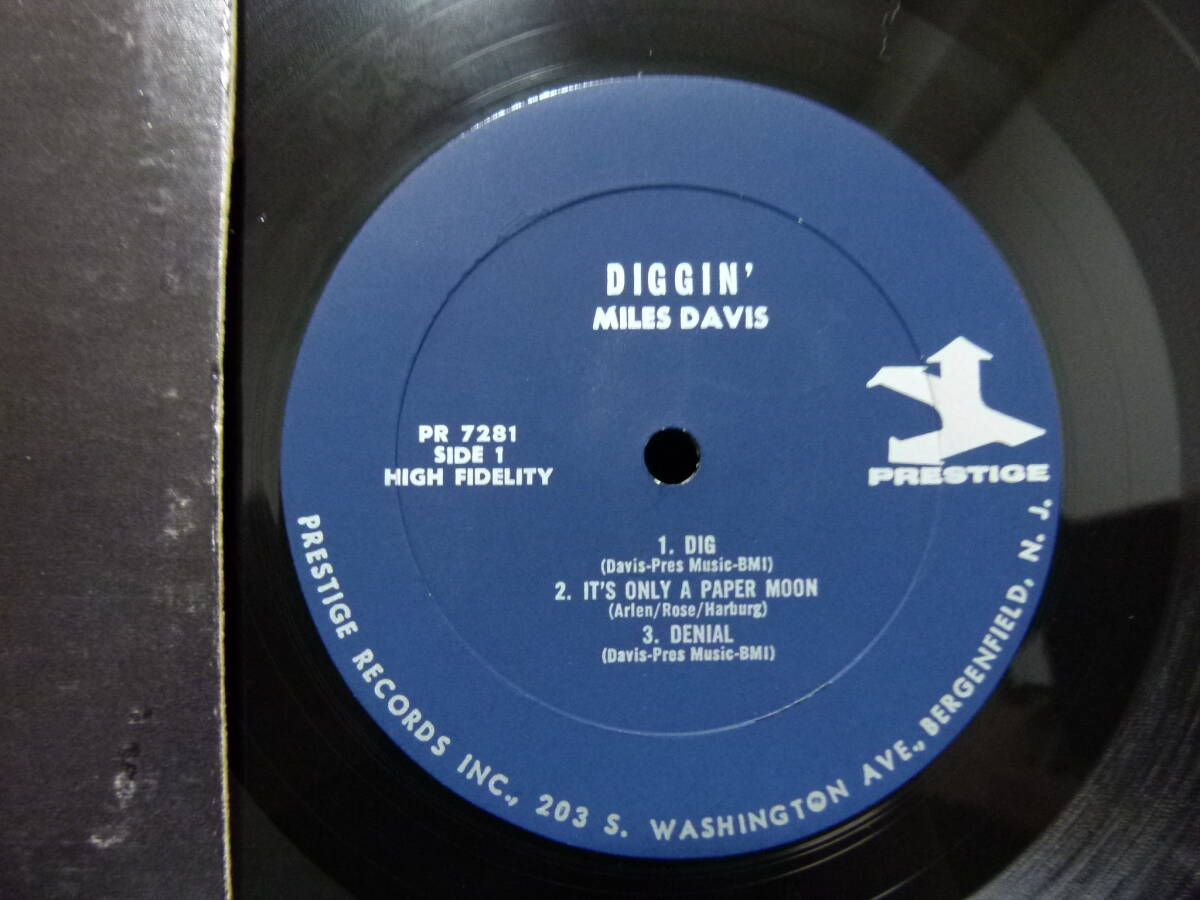 DIGGIN'
MILES DAVIS
PR 7281
SIDE 1
HIGH FIDELITY
PRESTIGE
1. DIG
(Davis-Pres Music-BMI)
2. IT'S ONLY A PAPER MOON
(Arlen/Rose/Harburg)
3. DENIAL
(Davis-Pres Music-BMI)
PRESTIGE RECORDS INC., 203 S. WASHINGTON AVE., BERGENFIELD, N. J.